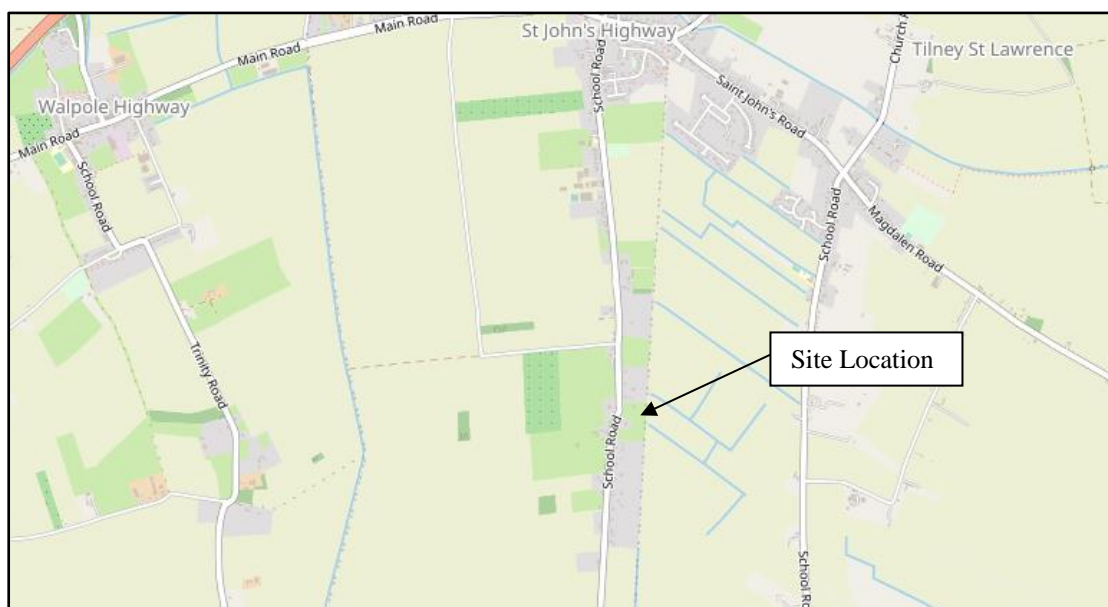 Main Road
St John's Highway
Church R
Tilney St Lawrence
Main Road
School Road
Saint John's Road
Walpole Highway
Main Road
School Road
School Road
Magdalen Road
Site Location
Trinity Road
School Road
School Ro